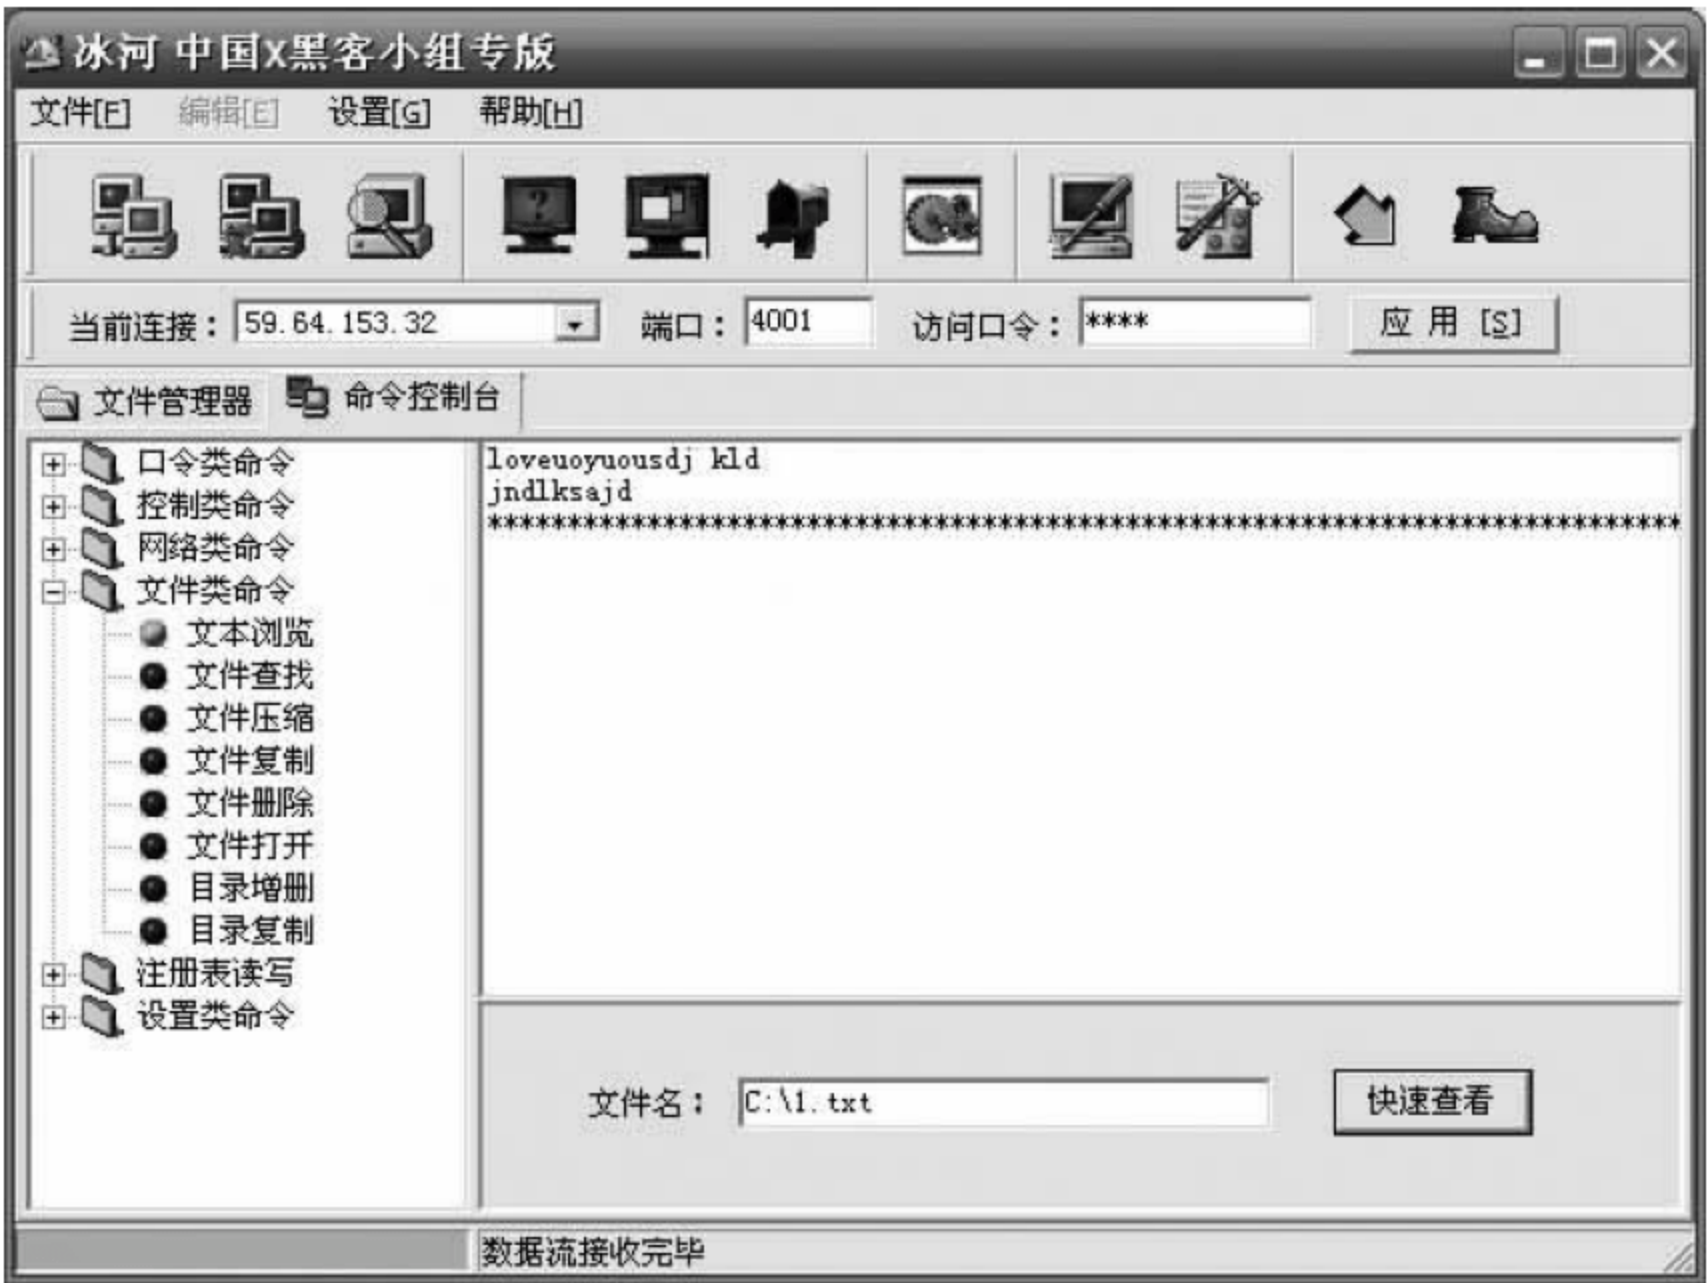 冰河 中国X黑客小组专版
文件[F] 编辑[E] 设置[G] 帮助[H]
当前连接： 59.64.153.32 端口： 4001 访问口令： **** 应 用 [S]
文件管理器 命令控制台
口令类命令
控制类命令
网络类命令
文件类命令
文本浏览
文件查找
文件压缩
文件复制
文件删除
文件打开
目录增删
目录复制
注册表读写
设置类命令
loveuoyuousdj kld
jndlksajd
***************************************************************************
文件名： C:\1.txt 快速查看
数据流接收完毕